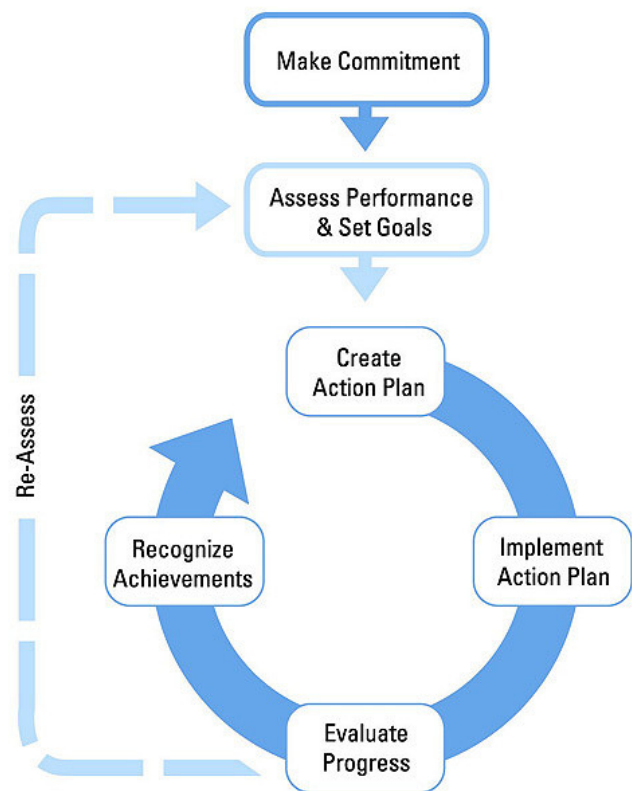 Make Commitment
Assess Performance
& Set Goals
Create
Action Plan
Implement
Action Plan
Evaluate
Progress
Recognize
Achievements
Re-Assess